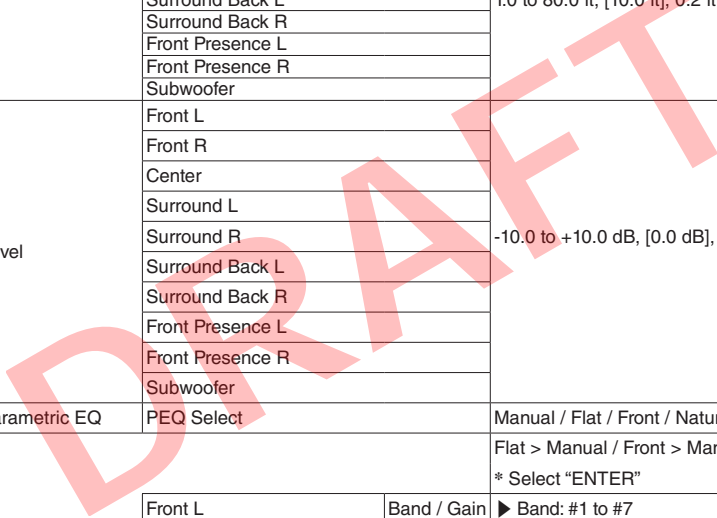 Surround Back L
1.0 to 80.0 ft, [10.0 ft], 0.2 ft
Surround Back R
Front Presence L
Front Presence R
Subwoofer
Front L
Front R
Center
Surround L
Surround R
-10.0 to +10.0 dB, [0.0 dB],
vel
Surround Back L
Surround Back R
Front Presence L
Front Presence R
Subwoofer
arametric EQ
PEQ Select
Manual / Flat / Front / Natur
Flat > Manual / Front > Man
* Select “ENTER”
Front L
Band / Gain
▶ Band: #1 to #7
DRAFT